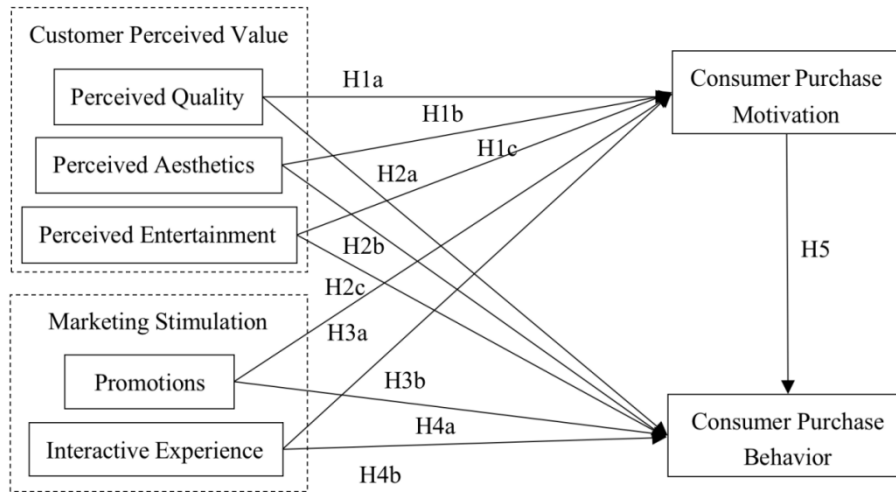 Customer Perceived Value
Perceived Quality
Perceived Aesthetics
Perceived Entertainment
Marketing Stimulation
Promotions
Interactive Experience
H1a
H1b
H1c
H2a
H2b
H2c
H3a
H3b
H4a
H4b
Consumer Purchase
Motivation
H5
Consumer Purchase
Behavior